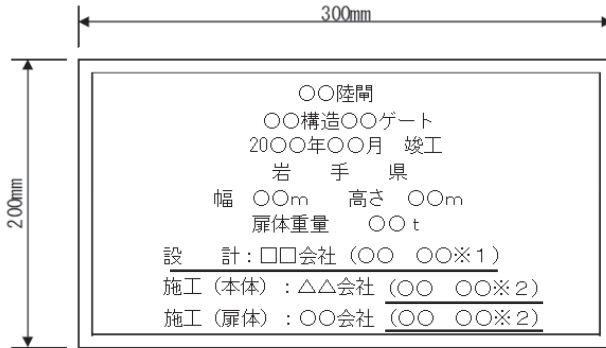 300mm
200mm
○○陸閘
○○構造○○ゲート
20○○年○○月 竣工
岩 手 県
幅 ○○m 高さ ○○m
扉体重量 ○○t
設 計:□□会社(○○ ○○※1)
施工(本体):△△会社(○○ ○○※2)
施工(扉体):○○会社(○○ ○○※2)